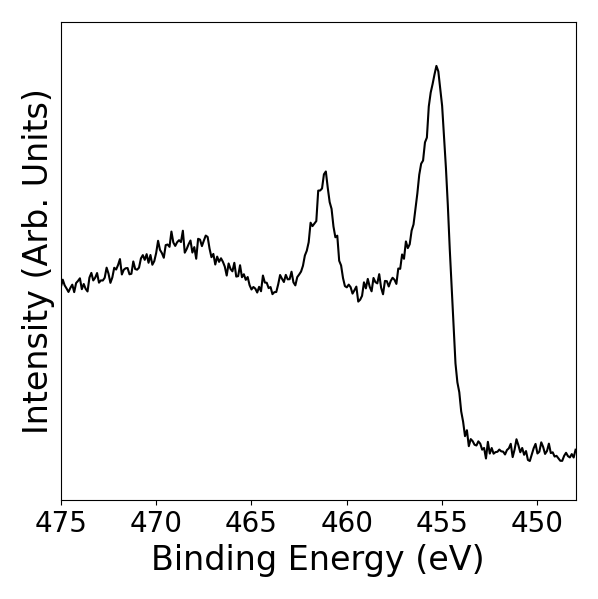 Intensity (Arb. Units)
475 470 465 460 455 450
Binding Energy (eV)